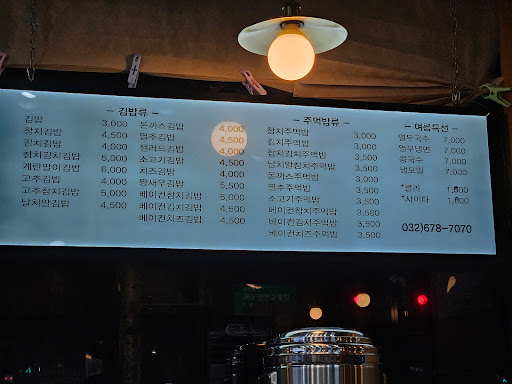 - 김밥류 -
김밥 3,000
참치김밥 4,500
김치김밥 4,000
참치김치김밥 5,000
계란말이김밥 6,000
고추김밥 4,000
고추참치김밥 5,000
날치알김밥 4,500
돈까스김밥 4,500
멸추김밥 4,000
샐러드김밥 4,000
소고기김밥 4,500
치즈김밥 4,000
왕새우김밥 5,000
베이컨김밥 4,500
베이컨김치김밥 4,500
베이컨치즈김밥 4,500
- 주먹밥류 -
참치주먹밥 3,000
김치주먹밥 3,000
참치김치주먹밥 3,500
날치알주먹밥 3,000
돈까스주먹밥 3,000
멸추주먹밥 3,500
소고기주먹밥 3,500
베이컨참치주먹밥 3,500
베이컨김치주먹밥 3,500
베이컨치즈주먹밥 3,500
- 여름특선 -
열무국수 7,000
열무냉면 7,000
콩국수 7,000
냉모밀 7,000
*콜라
*사이다
032)678-7070